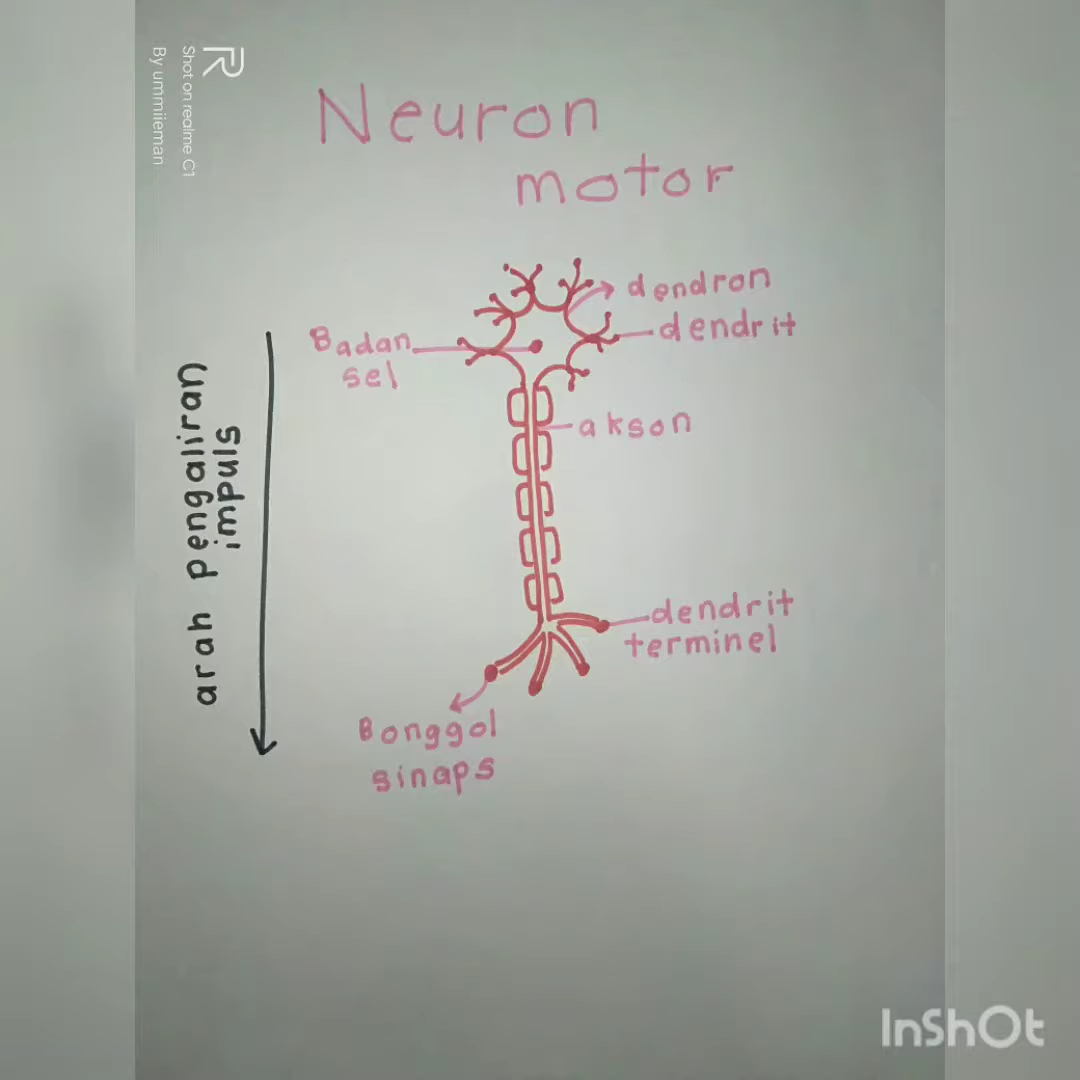 Shot on realme C1
By ummiieman
Neuron
motor
dendron
dendrit
Badan
sel
akson
arah pengaliran
impuls
dendrit
terminel
Bonggol
sinaps
InShOt